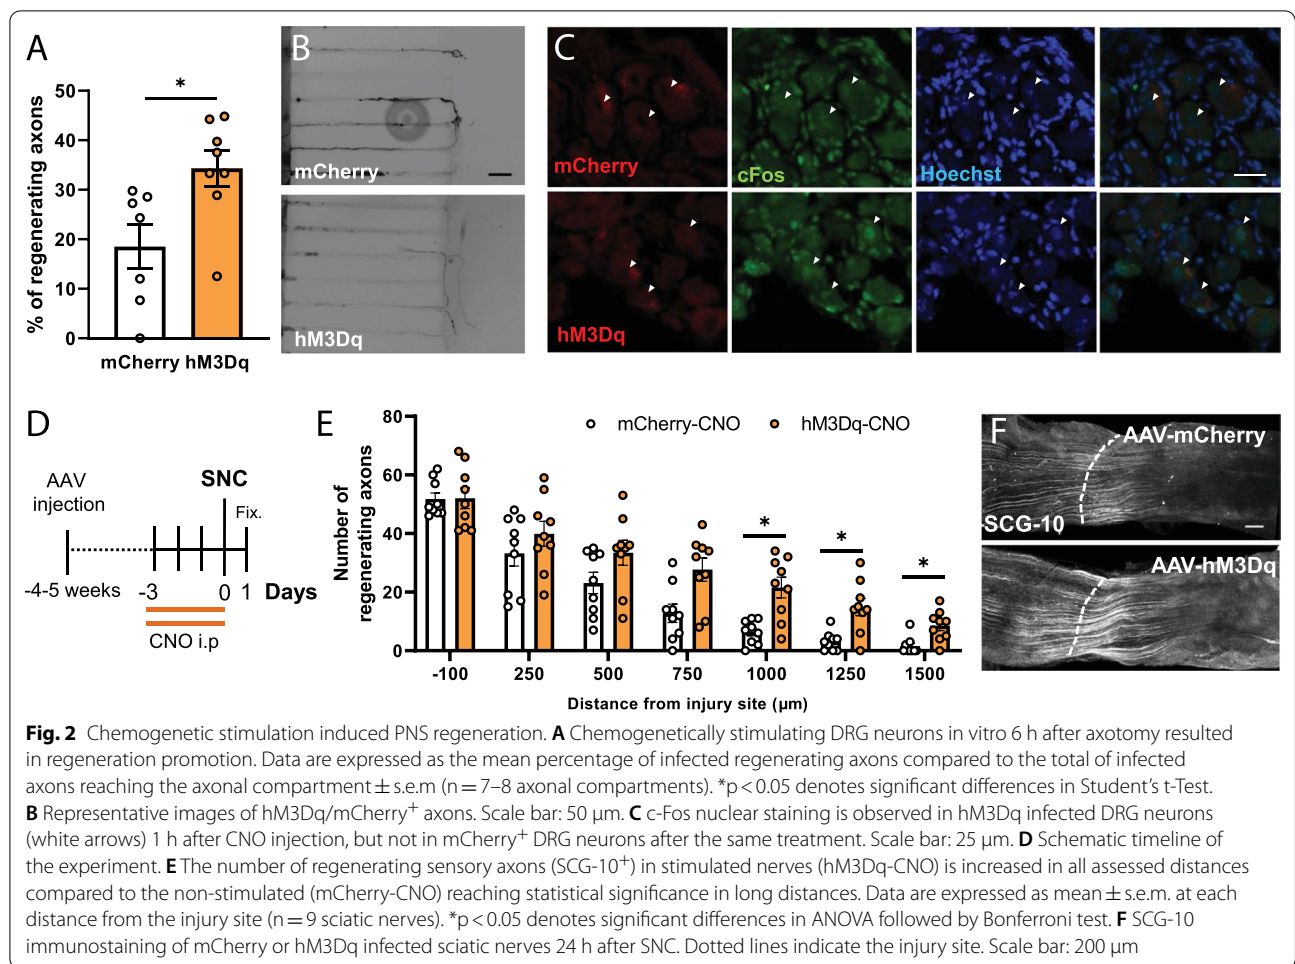 A
*
50
40
30
20
10
0
% of regenerating axons
mCherry hM3Dq
B
mCherry
hM3Dq
C
mCherry
cFos
Hoechst
hM3Dq
D
AAV
injection
SNC
Fix.
-4-5 weeks
-3
0
1
Days
CNO i.p
E
mCherry-CNO
hM3Dq-CNO
80
60
40
20
0
Number of
regenerating axons
*
*
*
-100 250 500 750 1000 1250 1500
Distance from injury site (µm)
F
AAV-mCherry
SCG-10
AAV-hM3Dq
Fig. 2 Chemogenetic stimulation induced PNS regeneration. A Chemogenetically stimulating DRG neurons in vitro 6 h after axotomy resulted
in regeneration promotion. Data are expressed as the mean percentage of infected regenerating axons compared to the total of infected
axons reaching the axonal compartment ± s.e.m (n = 7–8 axonal compartments). *p < 0.05 denotes significant differences in Student's t-Test.
B Representative images of hM3Dq/mCherry+ axons. Scale bar: 50 µm. C c-Fos nuclear staining is observed in hM3Dq infected DRG neurons
(white arrows) 1 h after CNO injection, but not in mCherry+ DRG neurons after the same treatment. Scale bar: 25 µm. D Schematic timeline of
the experiment. E The number of regenerating sensory axons (SCG-10+) in stimulated nerves (hM3Dq-CNO) is increased in all assessed distances
compared to the non-stimulated (mCherry-CNO) reaching statistical significance in long distances. Data are expressed as mean ± s.e.m. at each
distance from the injury site (n = 9 sciatic nerves). *p < 0.05 denotes significant differences in ANOVA followed by Bonferroni test. F SCG-10
immunostaining of mCherry or hM3Dq infected sciatic nerves 24 h after SNC. Dotted lines indicate the injury site. Scale bar: 200 µm